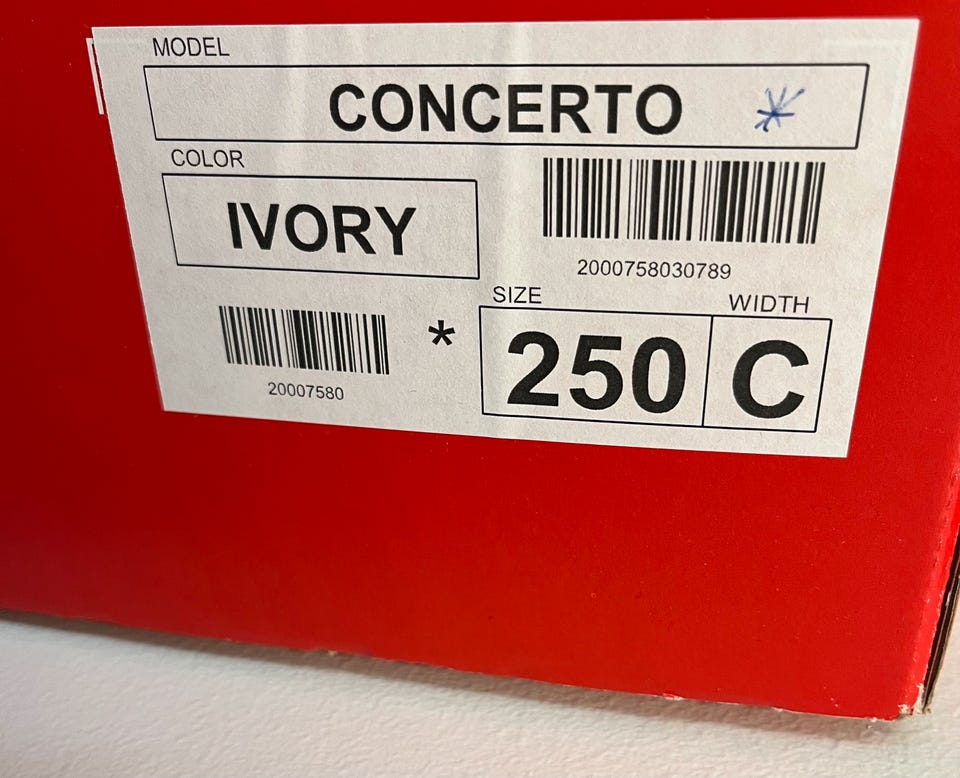 MODEL
CONCERTO *
COLOR
IVORY
2000758030789
SIZE WIDTH
* 250 C
20007580